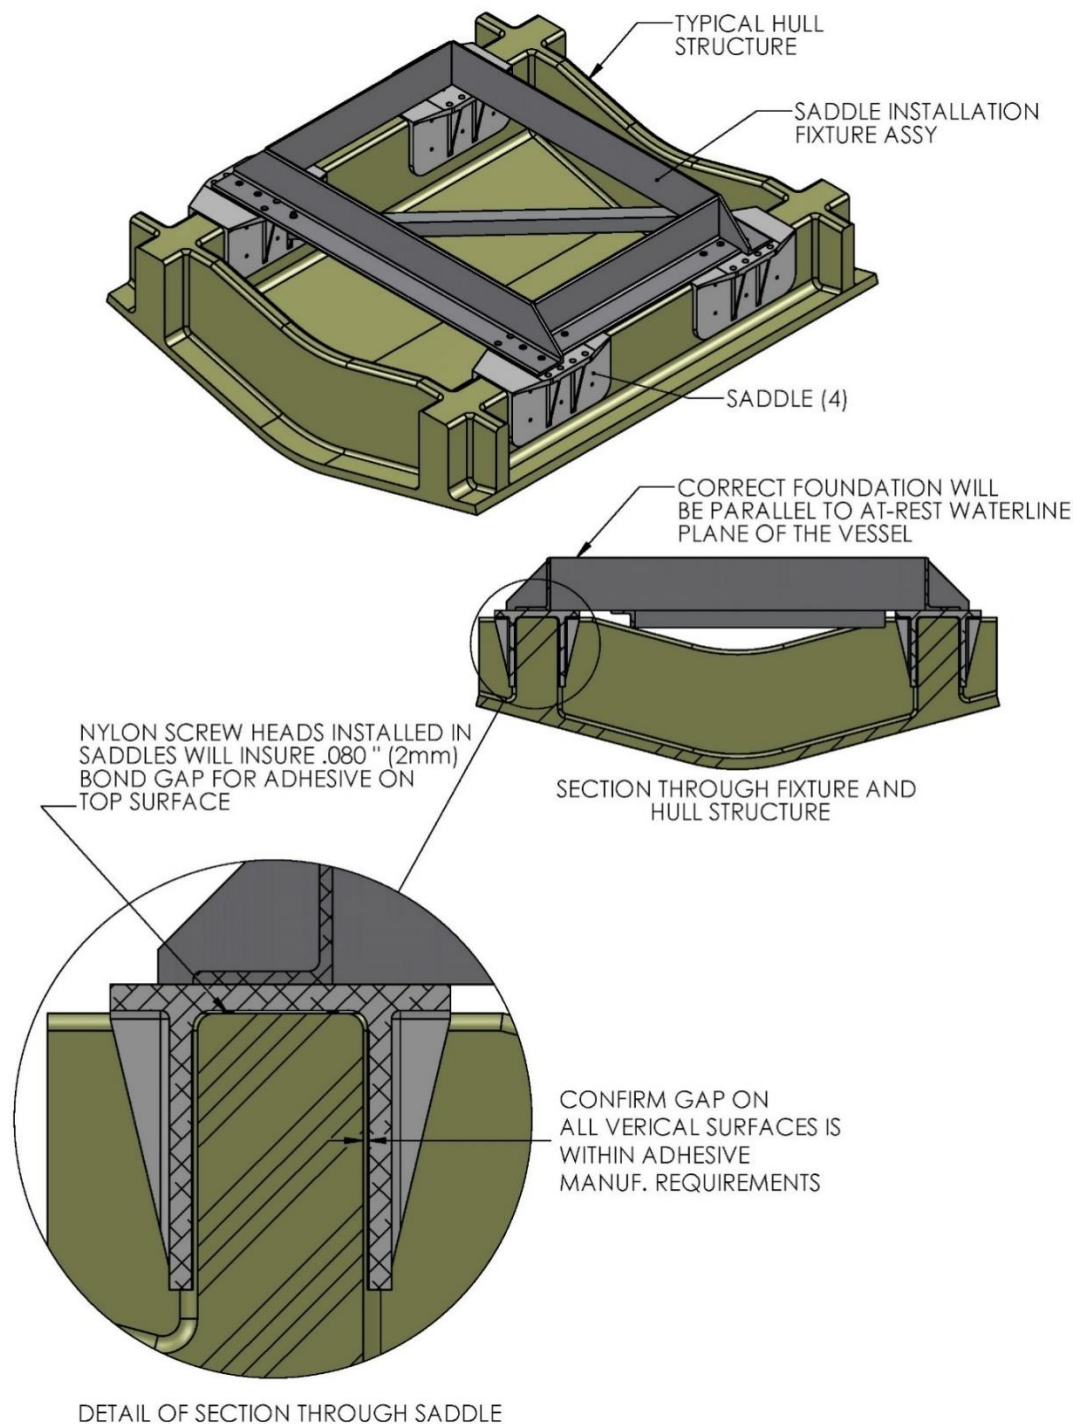 TYPICAL HULL
STRUCTURE
SADDLE INSTALLATION
FIXTURE ASSY
SADDLE (4)
CORRECT FOUNDATION WILL
BE PARALLEL TO AT-REST WATERLINE
PLANE OF THE VESSEL
SECTION THROUGH FIXTURE AND
HULL STRUCTURE
NYLON SCREW HEADS INSTALLED IN
SADDLES WILL INSURE .080 " (2mm)
BOND GAP FOR ADHESIVE ON
TOP SURFACE
CONFIRM GAP ON
ALL VERICAL SURFACES IS
WITHIN ADHESIVE
MANUF. REQUIREMENTS
DETAIL OF SECTION THROUGH SADDLE